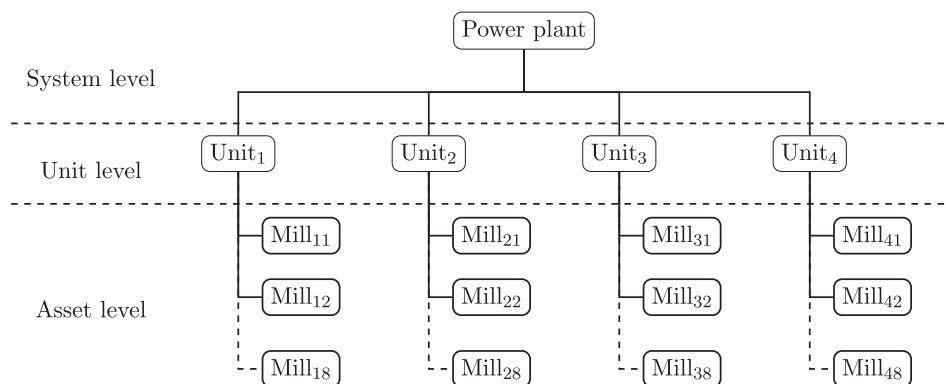 Power plant
System level
Unit₁ Unit₂ Unit₃ Unit₄
Unit level
Mill₁₁ Mill₂₁ Mill₃₁ Mill₄₁
Mill₁₂ Mill₂₂ Mill₃₂ Mill₄₂
Asset level
Mill₁₈ Mill₂₈ Mill₃₈ Mill₄₈